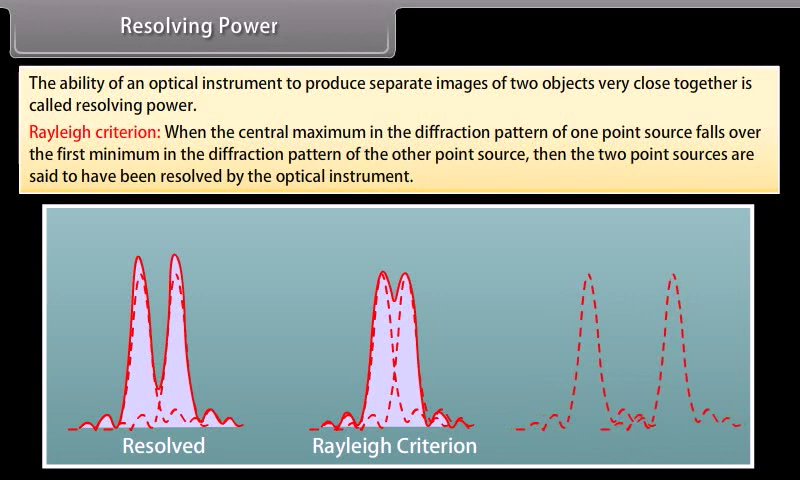 Resolving Power
The ability of an optical instrument to produce separate images of two objects very close together is
called resolving power.
Rayleigh criterion: When the central maximum in the diffraction pattern of one point source falls over
the first minimum in the diffraction pattern of the other point source, then the two point sources are
said to have been resolved by the optical instrument.
Resolved
Rayleigh Criterion